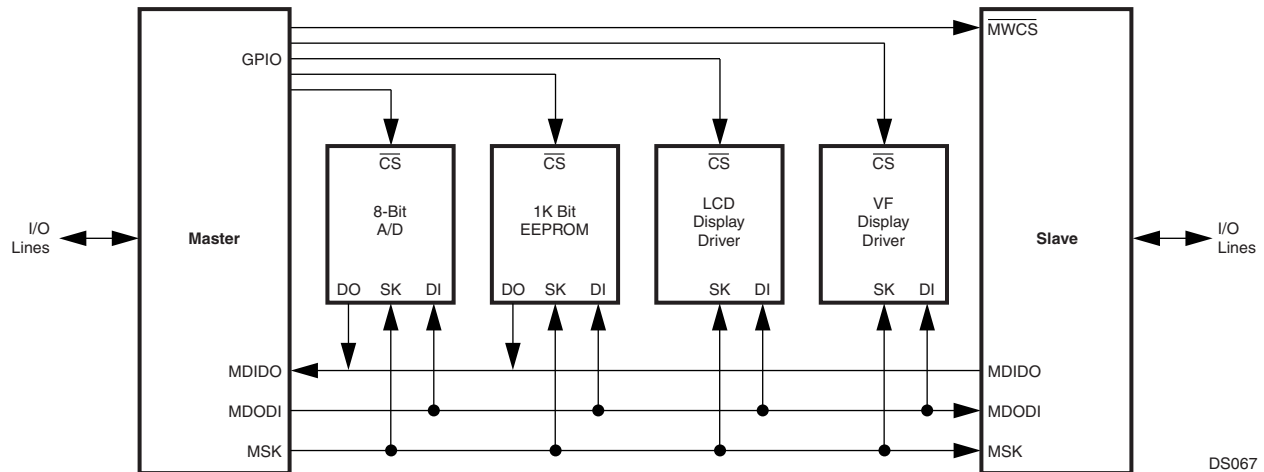 MWCS
GPIO
CS
CS
CS
CS
8-Bit
A/D
1K Bit
EEPROM
LCD
Display
Driver
VF
Display
Driver
I/O
Lines
Master
Slave
I/O
Lines
DO SK DI
DO SK DI
SK DI
SK DI
MDIDO
MDIDO
MDODI
MDODI
MSK
MSK
DS067